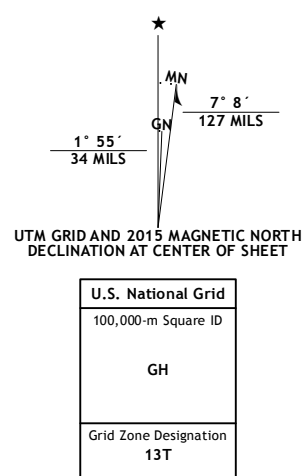 ★
MN
7° 8´
127 MILS
GN
1° 55´
34 MILS
UTM GRID AND 2015 MAGNETIC NORTH
DECLINATION AT CENTER OF SHEET
U.S. National Grid
100,000-m Square ID
GH
Grid Zone Designation
13T